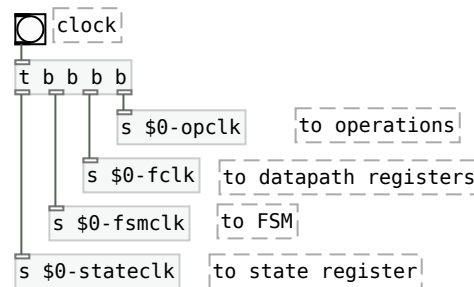 clock
t b b b b
s $0-opclk to operations
s $0-fclk to datapath registers
s $0-fsmclk to FSM
s $0-stateclk to state register